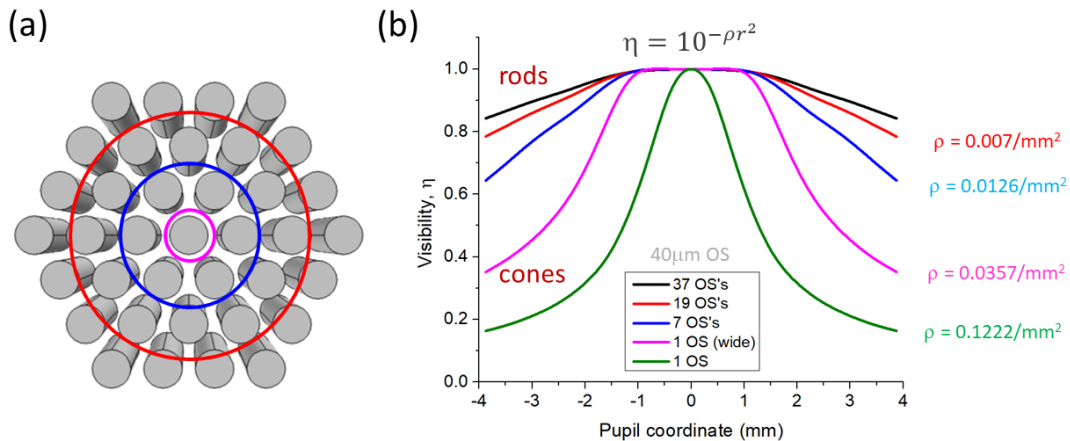 (a)
(b)
η = 10^{-ρr^2}
Visibility, η
1.0
0.8
0.6
0.4
0.2
0.0
rods
cones
40μm OS
37 OS's
19 OS's
7 OS's
1 OS (wide)
1 OS
-4 -3 -2 -1 0 1 2 3 4
Pupil coordinate (mm)
ρ = 0.007/mm²
ρ = 0.0126/mm²
ρ = 0.0357/mm²
ρ = 0.1222/mm²